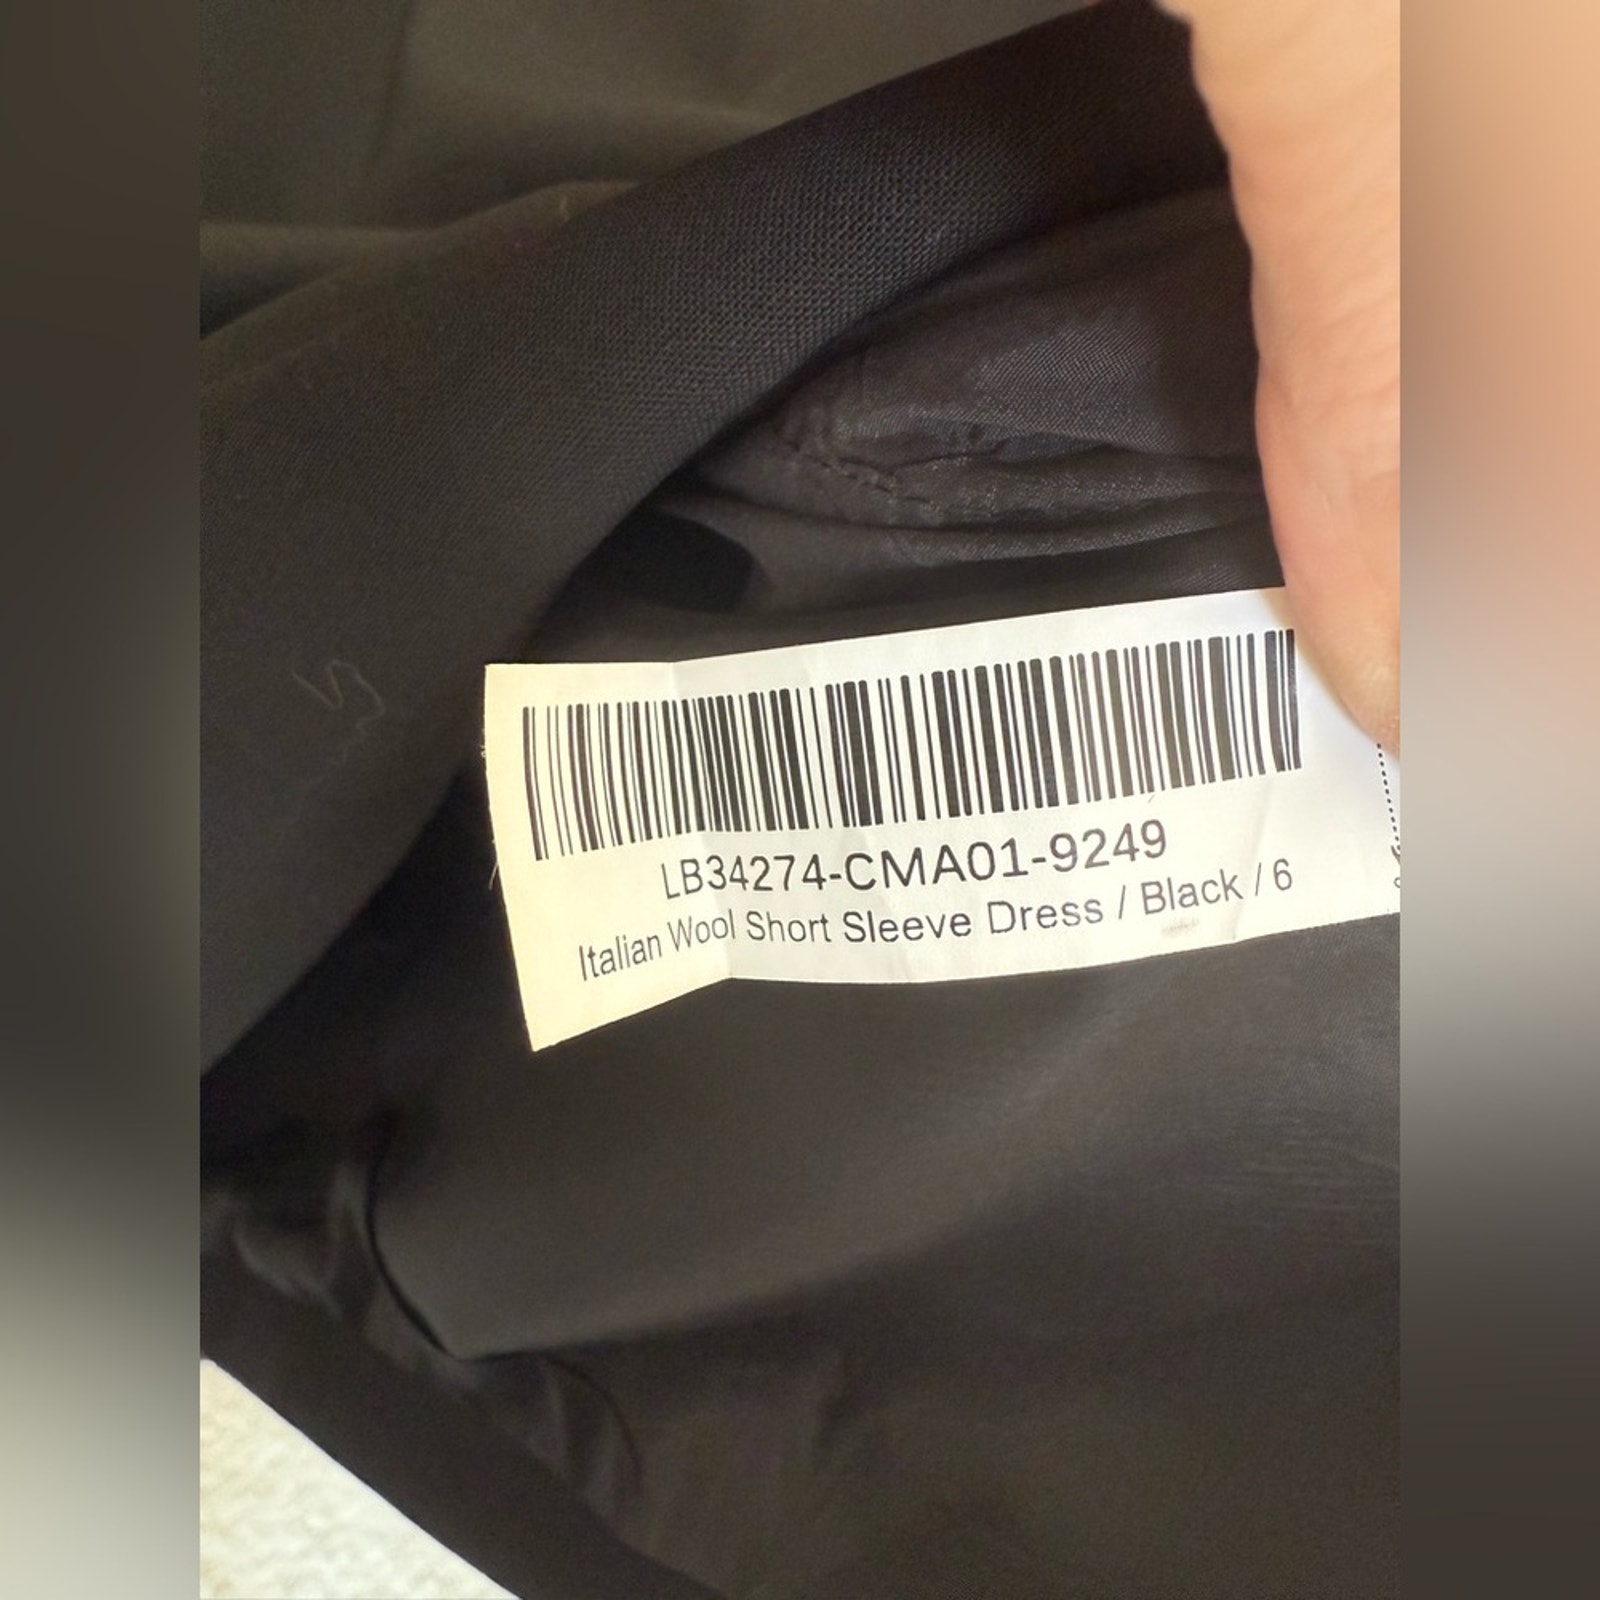 LB34274-CMA01-9249
Italian Wool Short Sleeve Dress / Black / 6